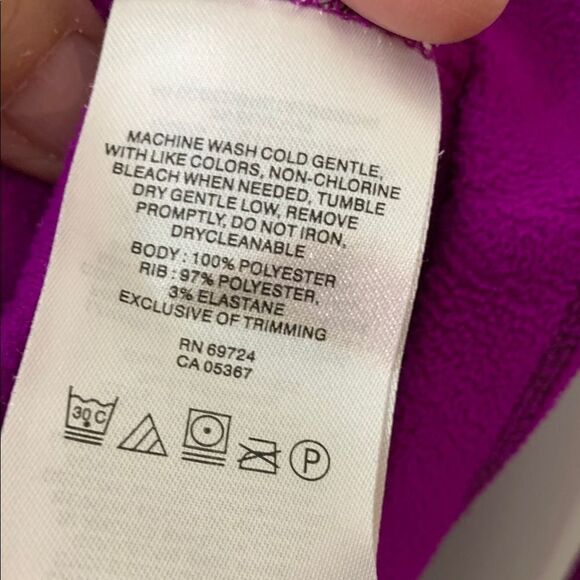 MACHINE WASH COLD GENTLE,
WITH LIKE COLORS, NON-CHLORINE
BLEACH WHEN NEEDED, TUMBLE
DRY GENTLE LOW, REMOVE
PROMPTLY, DO NOT IRON,
DRYCLEANABLE
BODY : 100% POLYESTER
RIB : 97% POLYESTER,
3% ELASTANE
EXCLUSIVE OF TRIMMING
RN 69724
CA 05367
30 C P